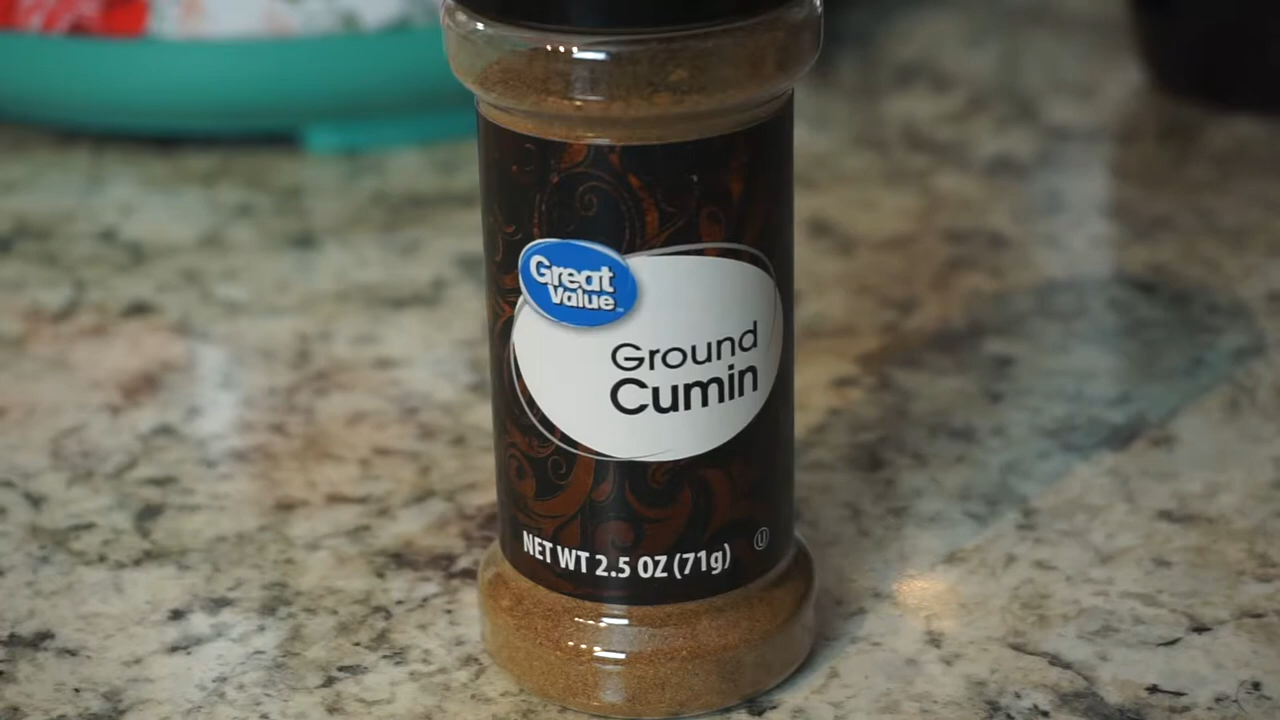 Great
Value
Ground
Cumin
NET WT 2.5 OZ (71g)
U